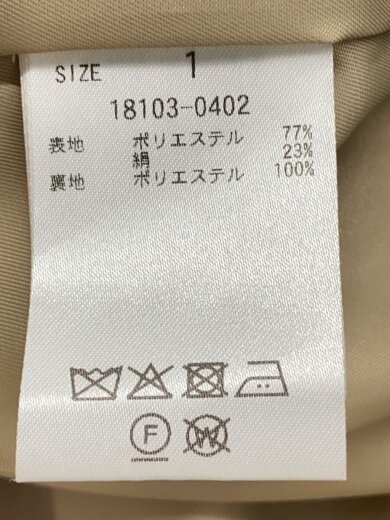 SIZE 1
18103-0402
表地 ポリエステル 77%
絹 23%
裏地 ポリエステル 100%
F W